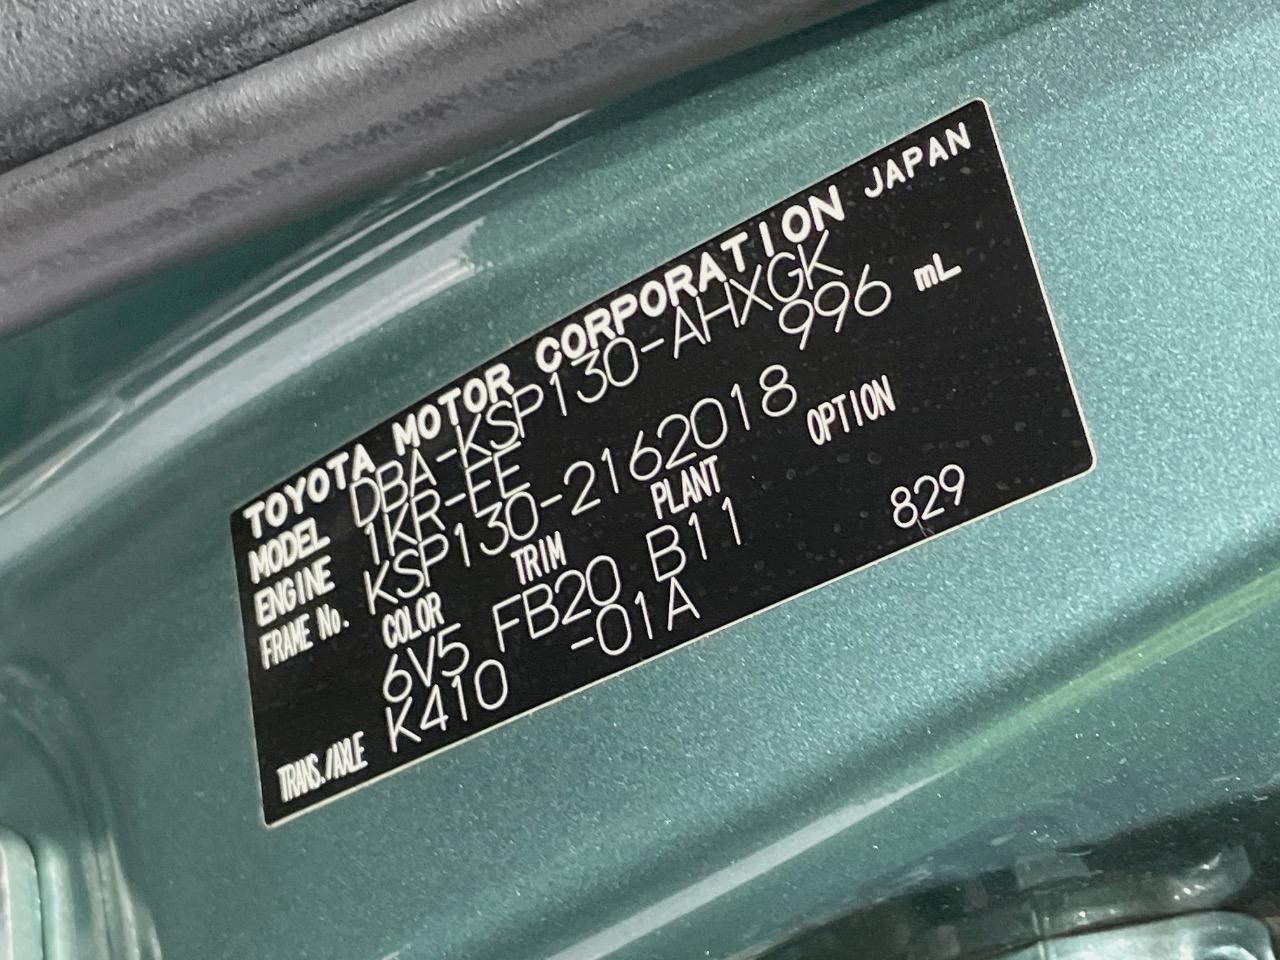 TOYOTA MOTOR CORPORATION JAPAN
MODEL DBA-KSP130-AHXGK
ENGINE 1KR-FE 996 mL
FRAME No. KSP130-2162018
COLOR TRIM PLANT OPTION
6V5 FB20 B11 829
TRANS./AXLE K410 -01A